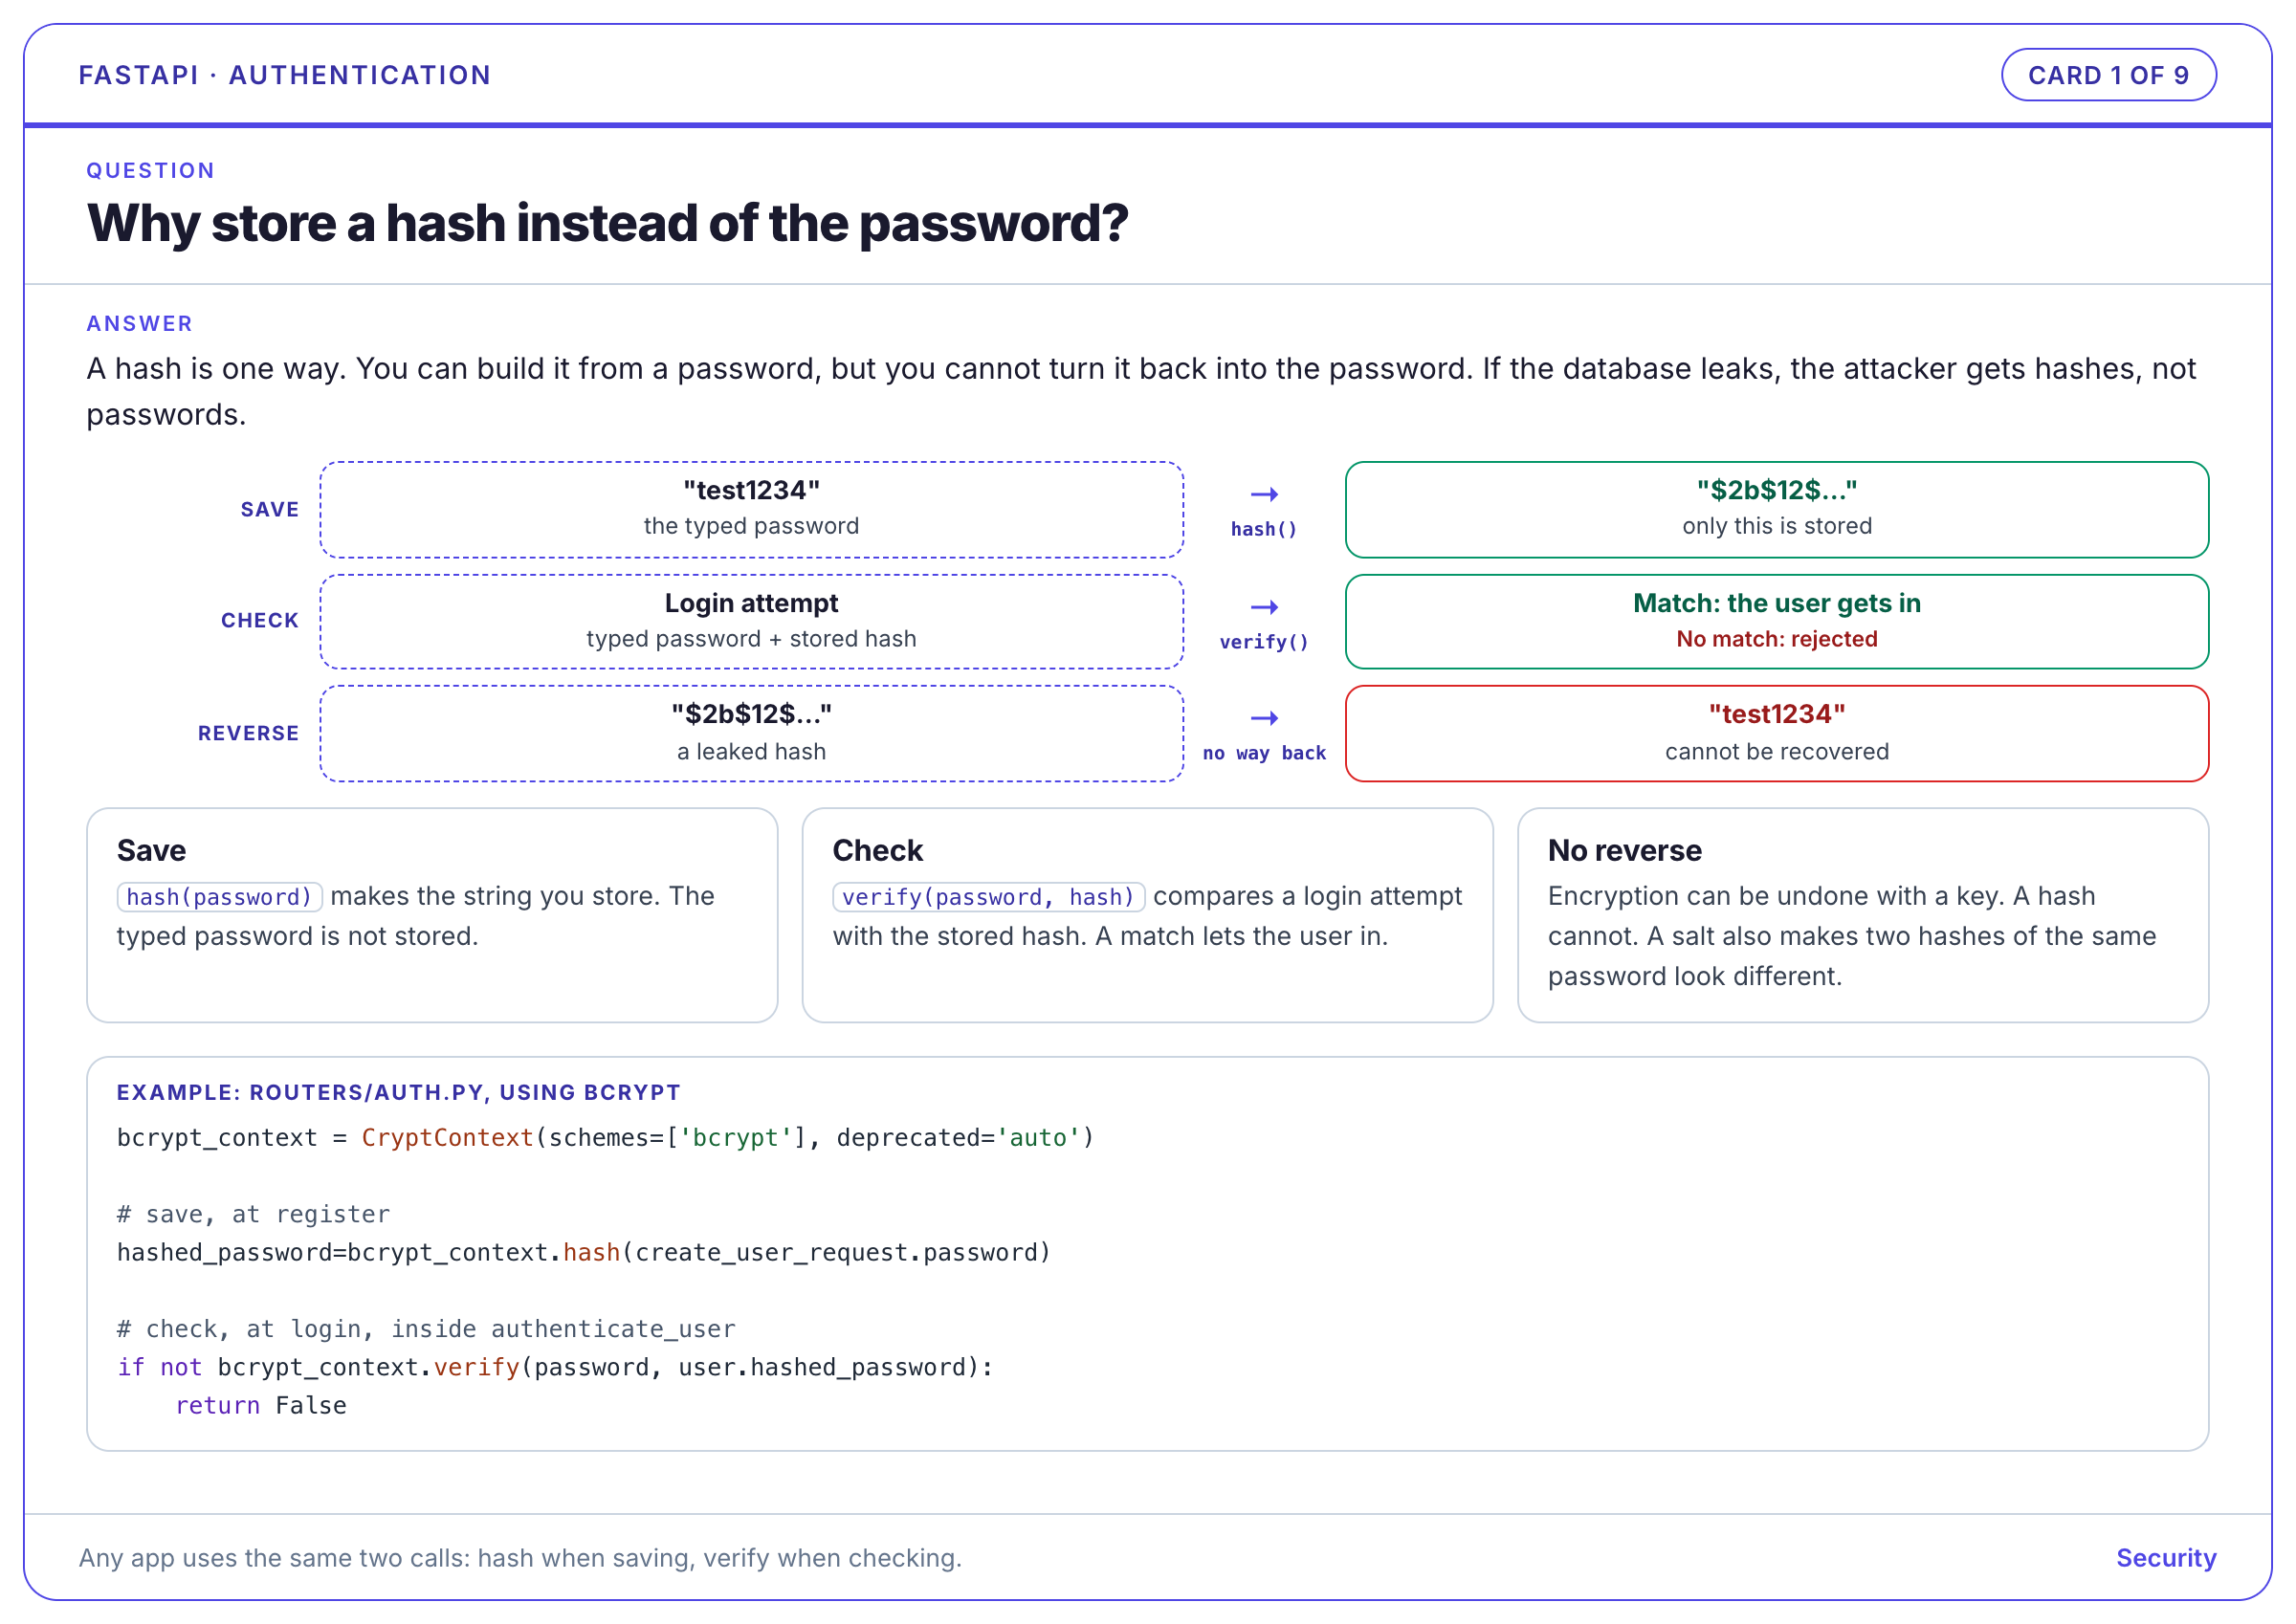 FASTAPI · AUTHENTICATION
CARD 1 OF 9
QUESTION
Why store a hash instead of the password?
ANSWER
A hash is one way. You can build it from a password, but you cannot turn it back into the password. If the database leaks, the attacker gets hashes, not
passwords.
SAVE
"test1234"
the typed password
→
hash()
"$2b$12$..."
only this is stored
CHECK
Login attempt
typed password + stored hash
→
verify()
Match: the user gets in
No match: rejected
REVERSE
"$2b$12$..."
a leaked hash
→
no way back
"test1234"
cannot be recovered
Save
hash(password) makes the string you store. The
typed password is not stored.
Check
verify(password, hash) compares a login attempt
with the stored hash. A match lets the user in.
No reverse
Encryption can be undone with a key. A hash
cannot. A salt also makes two hashes of the same
password look different.
EXAMPLE: ROUTERS/AUTH.PY, USING BCRYPT
bcrypt_context = CryptContext(schemes=['bcrypt'], deprecated='auto')
# save, at register
hashed_password=bcrypt_context.hash(create_user_request.password)
# check, at login, inside authenticate_user
if not bcrypt_context.verify(password, user.hashed_password):
    return False
Any app uses the same two calls: hash when saving, verify when checking.
Security